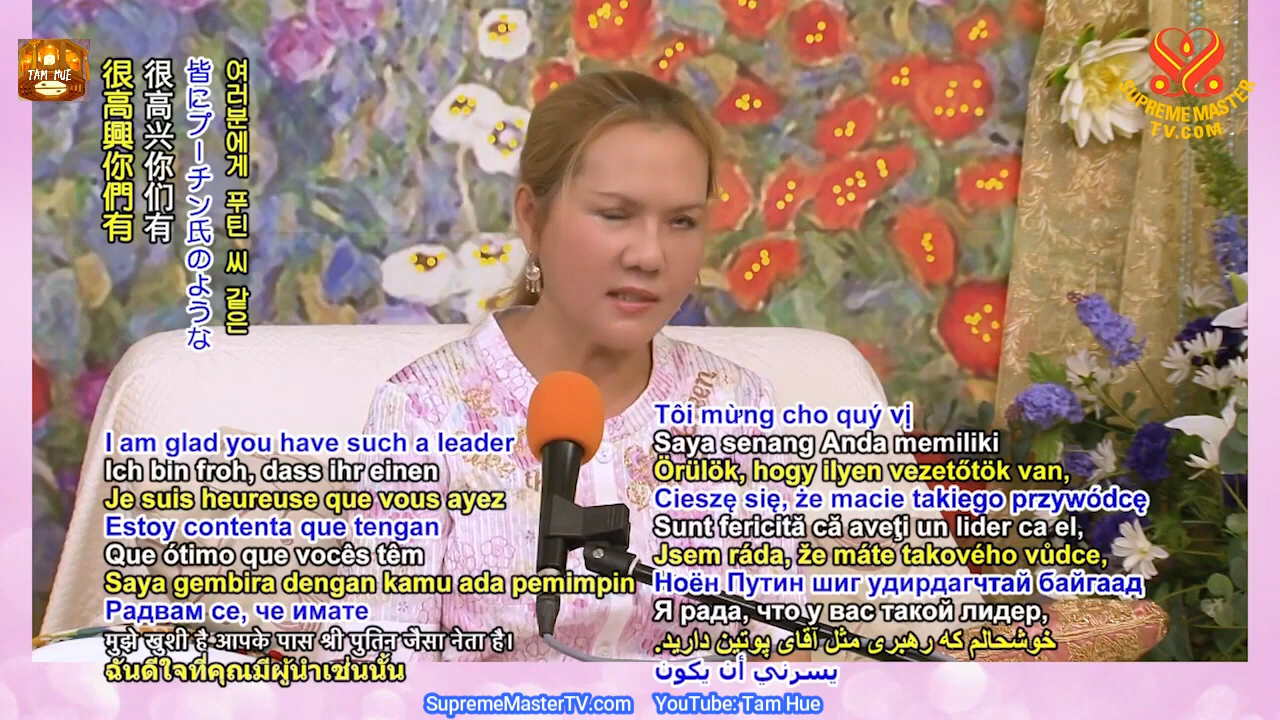 TAM HUE
SUPREME MASTER
TV.COM
很高興你們有
很高兴你们有
皆にプーチン氏のような
여러분에게 푸틴 씨 같은
I am glad you have such a leader
Ich bin froh, dass ihr einen
Je suis heureuse que vous ayez
Estoy contenta que tengan
Que ótimo que vocês têm
Saya gembira dengan kamu ada pemimpin
Радвам се, че имате
मुझे खुशी है आपके पास श्री पुतिन जैसा नेता है।
ฉันดีใจที่คุณมีผู้นำเช่นนั้น
Tôi mừng cho quý vị
Saya senang Anda memiliki
Örülök, hogy ilyen vezetőtök van,
Cieszę się, że macie takiego przywódcę
Sunt fericită că aveţi un lider ca el,
Jsem ráda, že máte takového vůdce,
Ноён Путин шиг удирдагчтай байгаад
Я рада, что у вас такой лидер,
خوشحالم که رهبری مثل آقای پوتین دارید.
يسرني أن يكون
SupremeMasterTV.com
YouTube: Tam Hue